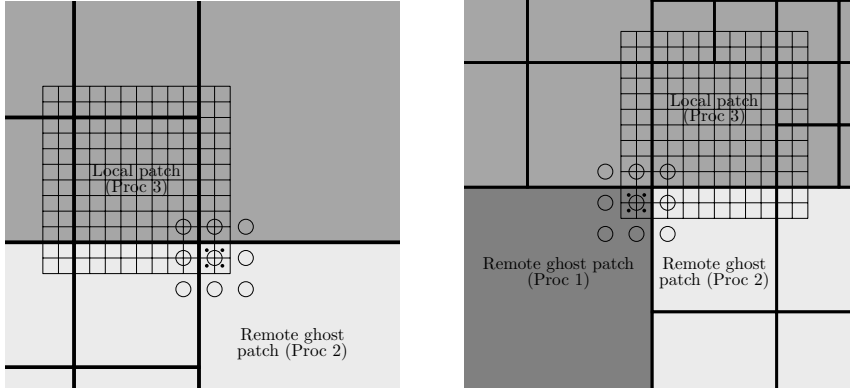 Local patch
(Proc 3)
Remote ghost
patch (Proc 2)
Local patch
(Proc 3)
Remote ghost patch
(Proc 1)
Remote ghost
patch (Proc 2)